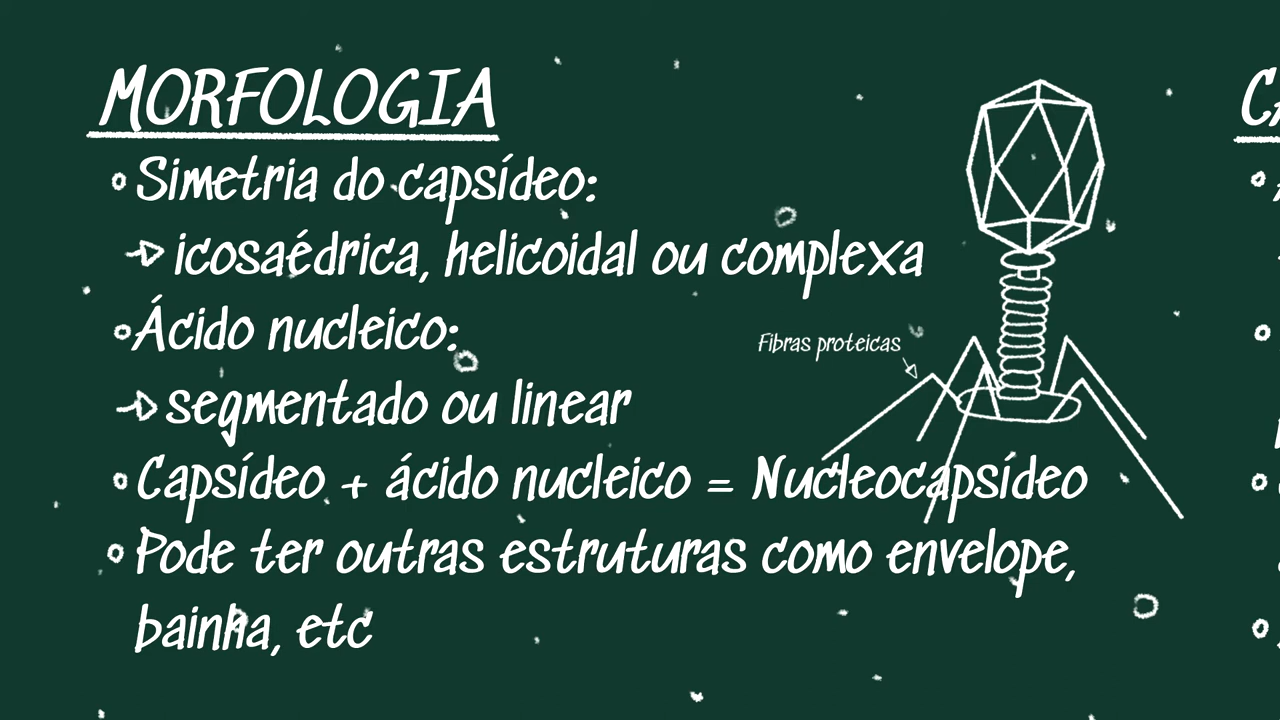 MORFOLOGIA
Simetria do capsídeo:
icosaédrica, helicoidal ou complexa
Ácido nucleico:
Fibras proteicas
segmentado ou linear
Capsídeo + ácido nucleico = Nucleocapsídeo
Pode ter outras estruturas como envelope,
bainha, etc